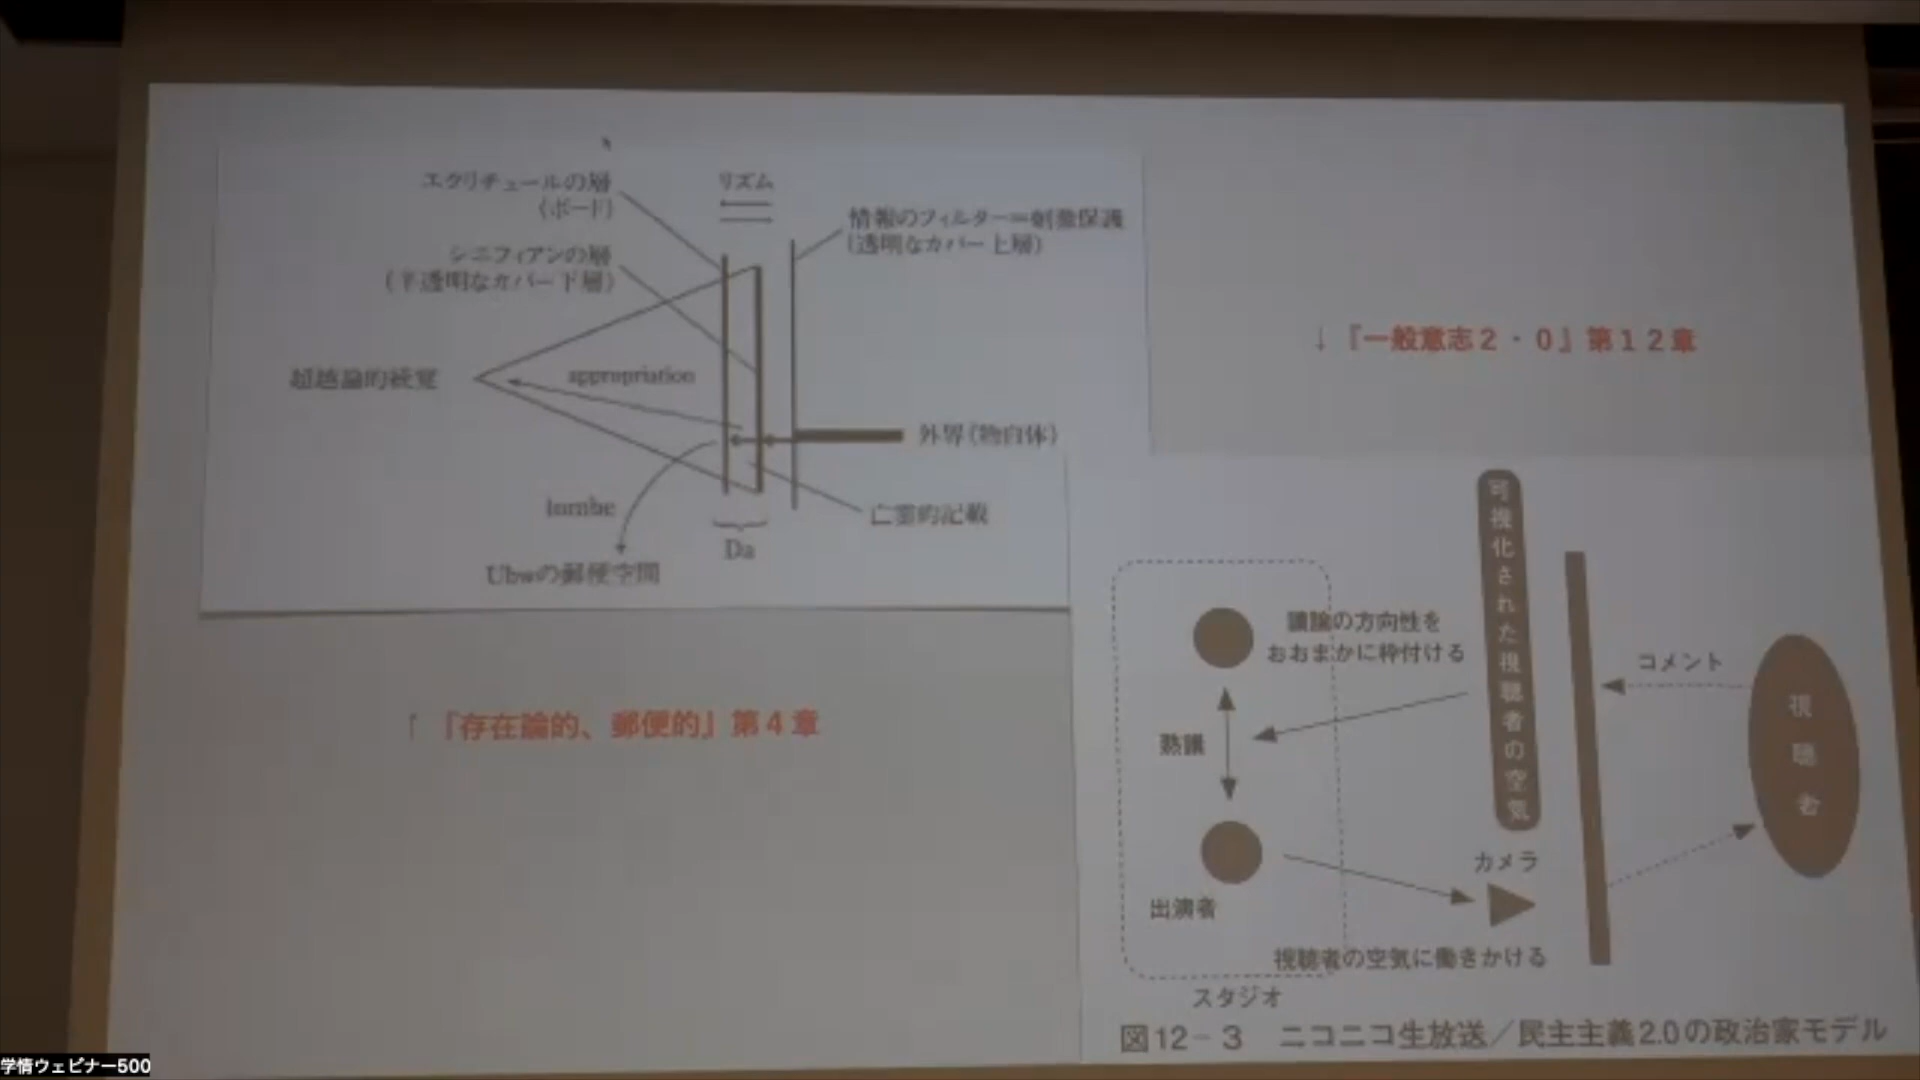 エクリチュールの層
(ボード)
リズム
情報のフィルター=刺激保護
(透明なカバー上層)
シニフィアンの層
(半透明なカバー下層)
超越論的統覚
appropriation
外界(物自体)
tombe
亡霊的記載
Da
Ubwの郵便空間
↑『存在論的、郵便的』第4章
↓『一般意志2・0』第12章
可視化された視聴者の空気
議論の方向性を
おおまかに枠付ける
コメント
視聴者
熟議
カメラ
出演者
視聴者の空気に働きかける
スタジオ
図12-3 ニコニコ生放送/民主主義2.0の政治家モデル
学情ウェビナー500